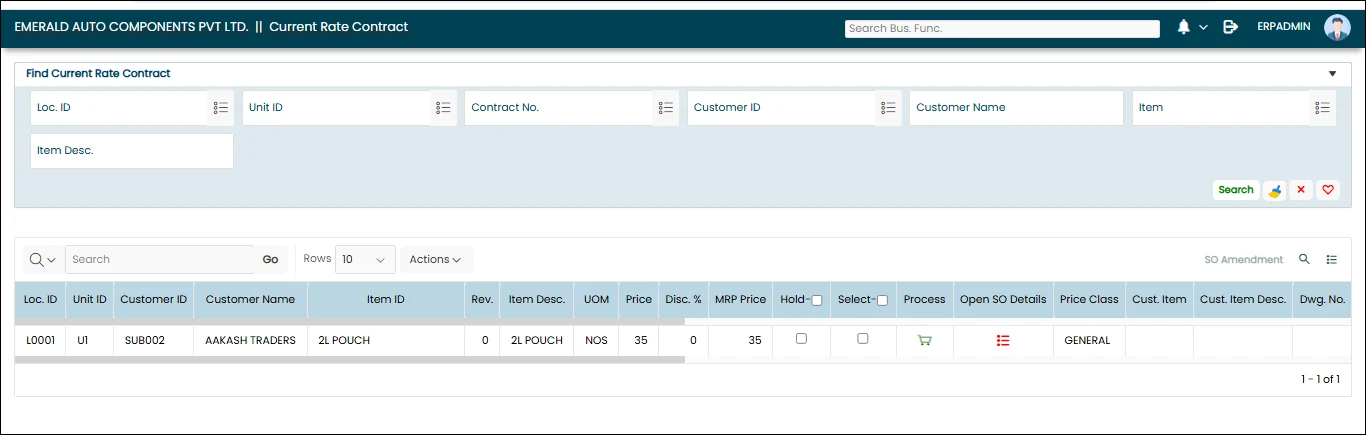 EMERALD AUTO COMPONENTS PVT LTD. || Current Rate Contract Search Bus. Func. ERPADMIN
Find Current Rate Contract
Loc. ID Unit ID Contract No. Customer ID Customer Name Item
Item Desc.
Search
Search Go Rows 10 Actions SO Amendment
Loc. ID Unit ID Customer ID Customer Name Item ID Rev. Item Desc. UOM Price Disc. % MRP Price Hold- Select- Process Open SO Details Price Class Cust. Item Cust. Item Desc. Dwg. No.
L0001 U1 SUB002 AAKASH TRADERS 2L POUCH 0 2L POUCH NOS 35 0 35 GENERAL
1 - 1 of 1